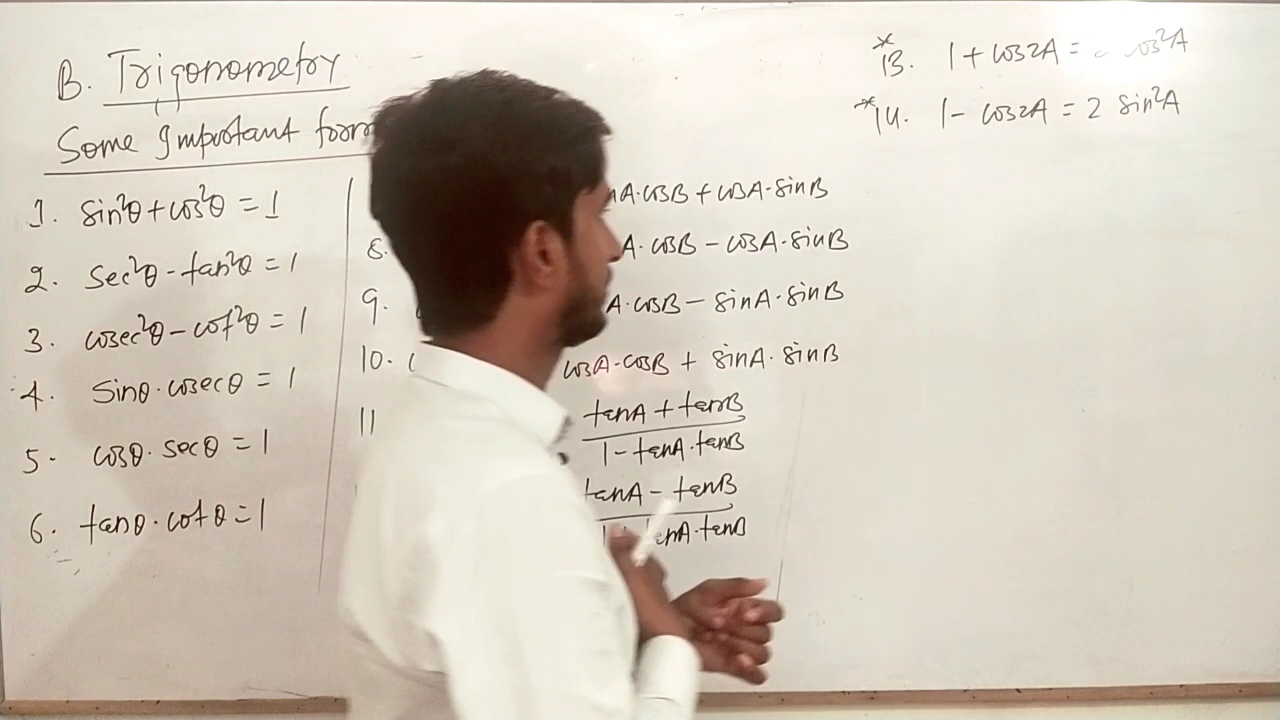 B. Trigonometry
Some Important form
1. sin²θ + cos²θ = 1
2. sec²θ - tan²θ = 1
3. cosec²θ - cot²θ = 1
4. sinθ · cosecθ = 1
5. cosθ · secθ = 1
6. tanθ · cotθ = 1
nA·cosB + cosA·sinB
8. A·cosB - cosA·sinB
9. A·cosB - sinA·sinB
10. ( cosA·cosB + sinA·sinB
11 tanA + tanB
1 - tanA·tanB
tanA - tanB
enA·tanB
*13. 1 + cos2A = cos²A
*14. 1 - cos2A = 2 sin²A